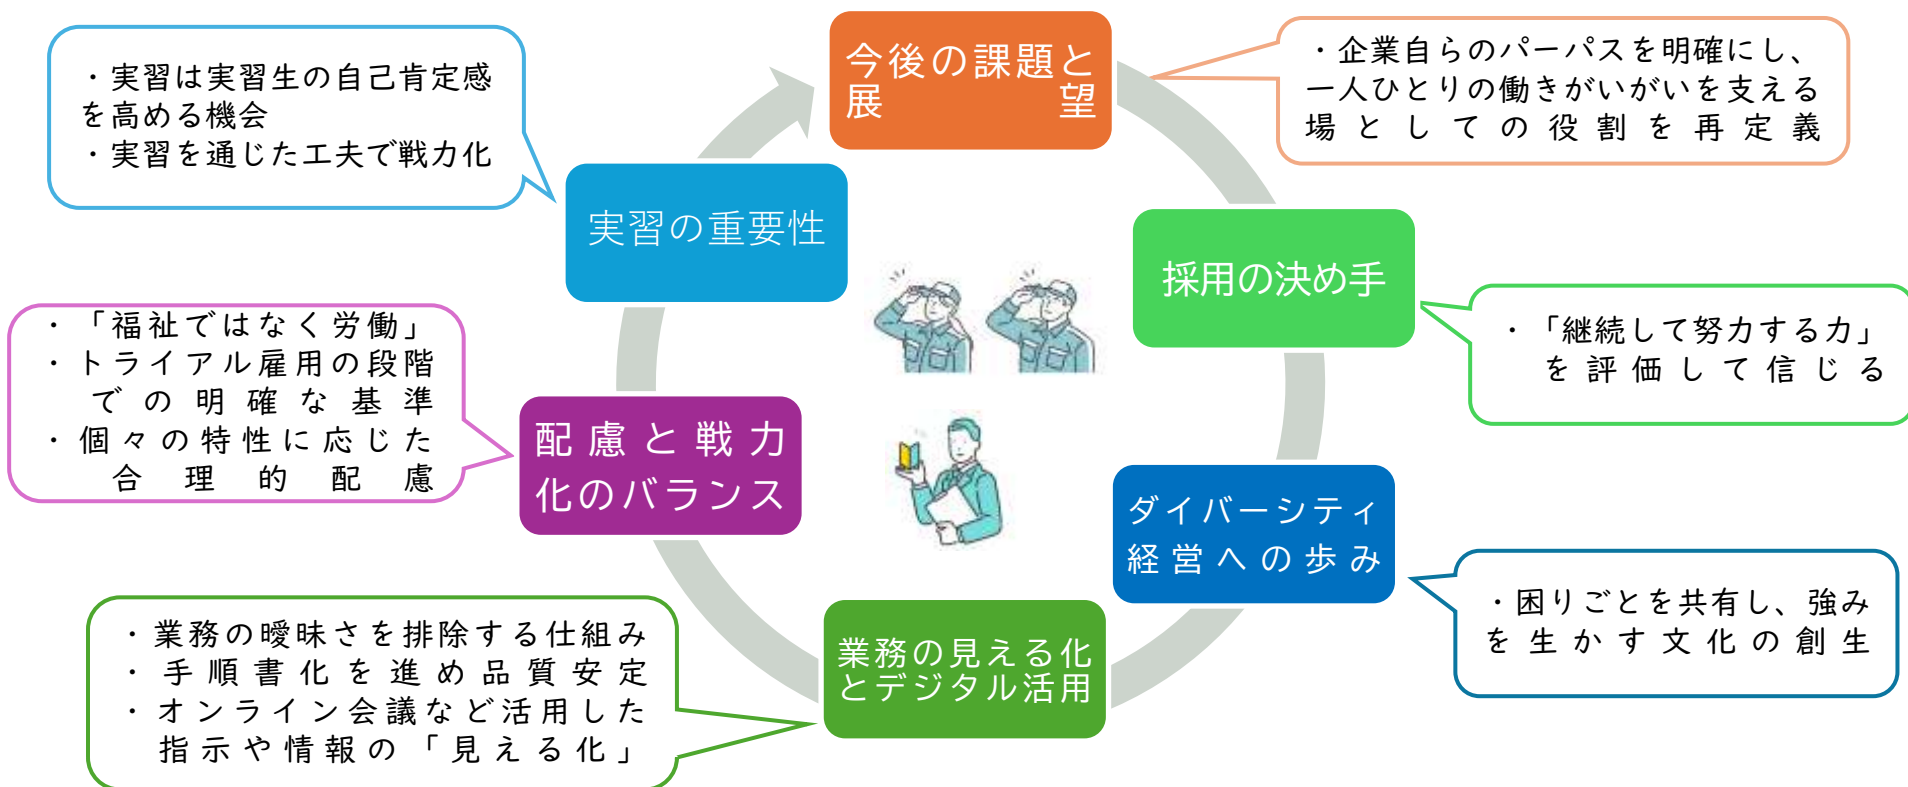 今後の課題と
展望
・企業自らのパーパスを明確にし、
一人ひとりの働きがいがいを支える
場としての役割を再定義
採用の決め手
・「継続して努力する力」
を評価して信じる
ダイバーシティ
経営への歩み
・困りごとを共有し、強み
を生かす文化の創生
業務の見える化
とデジタル活用
・業務の曖昧さを排除する仕組み
・手順書化を進め品質安定
・オンライン会議など活用した
指示や情報の「見える化」
配慮と戦力
化のバランス
・「福祉ではなく労働」
・トライアル雇用の段階
での明確な基準
・個々の特性に応じた
合理的配慮
実習の重要性
・実習は実習生の自己肯定感
を高める機会
・実習を通じた工夫で戦力化